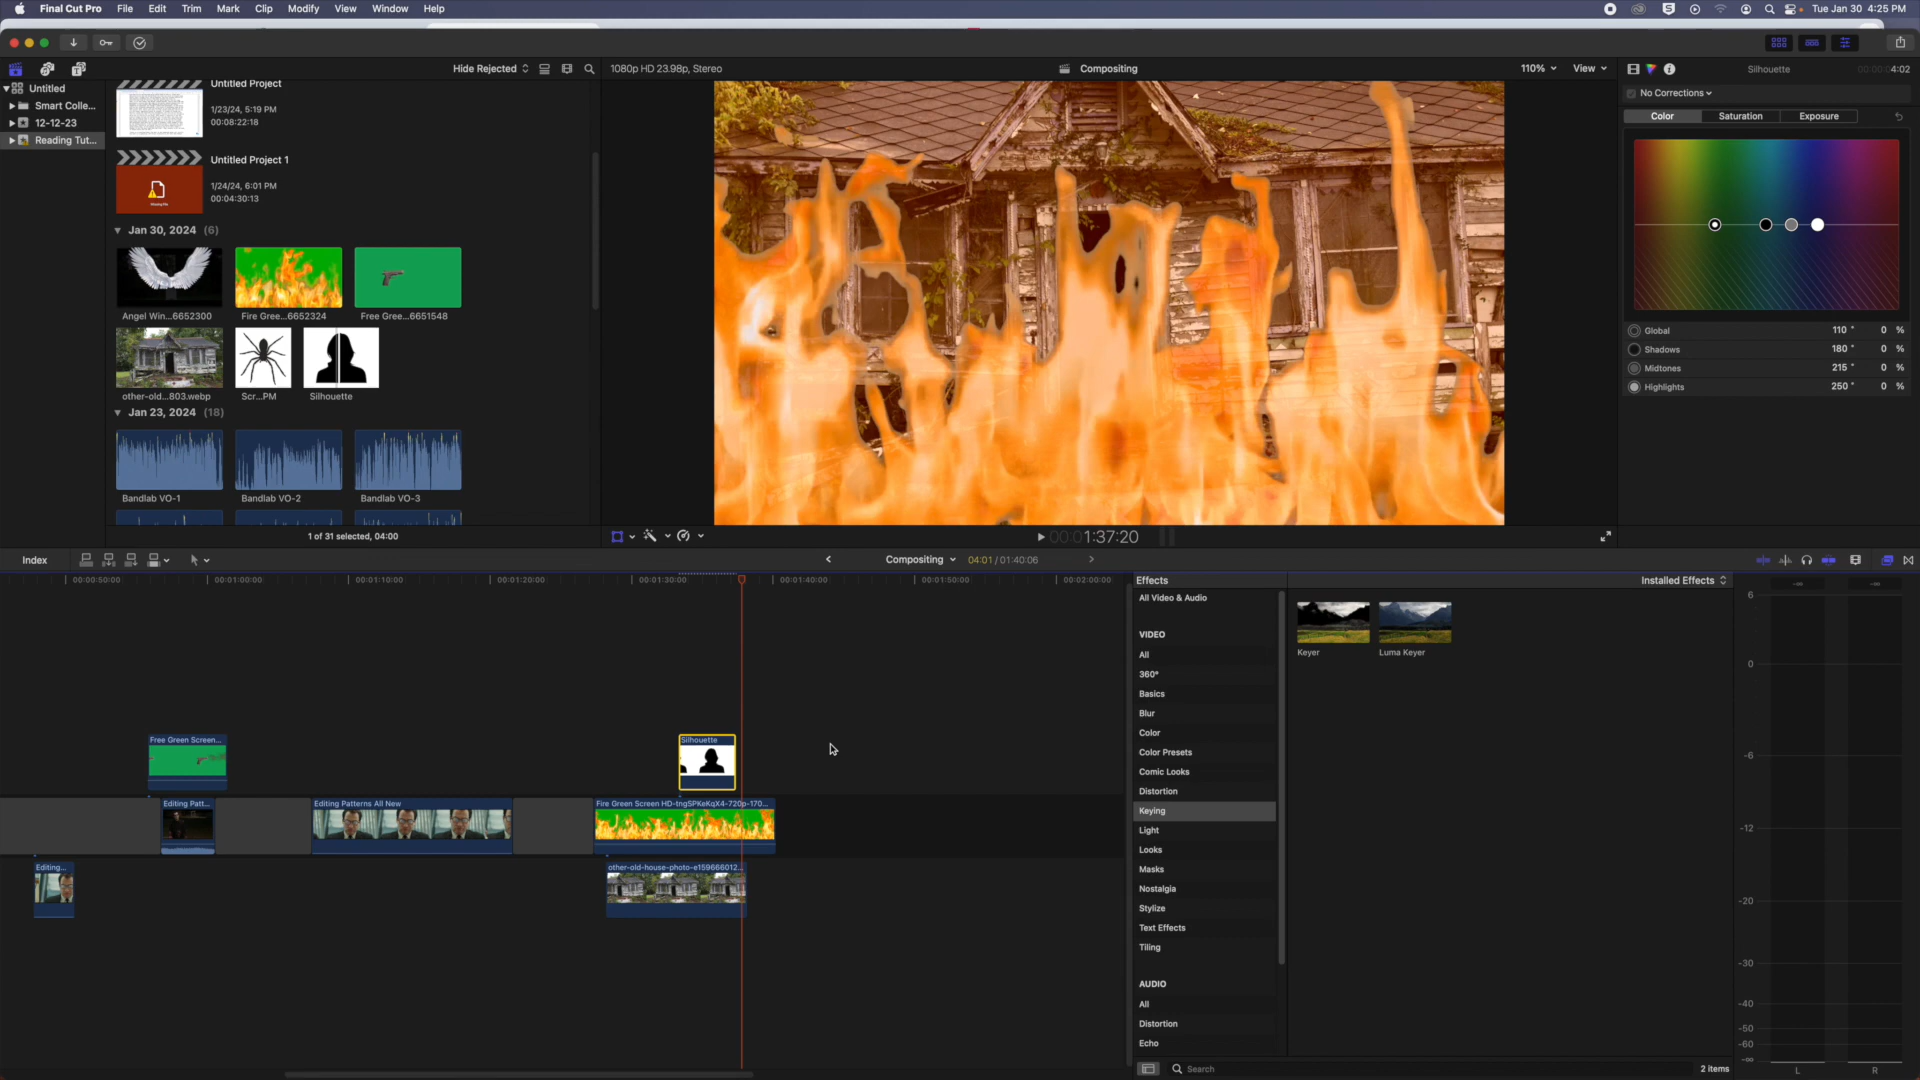 Final Cut Pro File Edit Trim Mark Clip Modify View Window Help
Tue Jan 30 4:25 PM
Hide Rejected
1080p HD 23.98p, Stereo
Compositing
110%
View
Silhouette
4:02
Untitled
Smart Colle...
12-12-23
Reading Tut...
Untitled Project
1/23/24, 5:19 PM
00:08:22:18
Untitled Project 1
1/24/24, 6:01 PM
00:04:30:13
Jan 30, 2024 (6)
Angel Win...6652300
Fire Gree...6652324
Free Gree...6651548
other-old...803.webp
Scr...PM
Silhouette
Jan 23, 2024 (18)
Bandlab VO-1
Bandlab VO-2
Bandlab VO-3
1 of 31 selected, 04:00
00:00 1:37:20
No Corrections
Color
Saturation
Exposure
Global 110 ° 0 %
Shadows 180 ° 0 %
Midtones 215 ° 0 %
Highlights 250 ° 0 %
Index
Compositing
04:01 / 01:40:06
00:00:50:00
00:01:00:00
00:01:10:00
00:01:20:00
00:01:30:00
00:01:40:00
00:01:50:00
00:02:00:00
Free Green Screen...
Silhouette
Editing Patt...
Editing Patterns All New
Fire Green Screen HD-tngSPKeKqX4-720p-170...
Editing...
other-old-house-photo-e159666012...
Effects
Installed Effects
All Video & Audio
VIDEO
All
360°
Basics
Blur
Color
Color Presets
Comic Looks
Distortion
Keying
Light
Looks
Masks
Nostalgia
Stylize
Text Effects
Tiling
AUDIO
All
Distortion
Echo
Keyer
Luma Keyer
Search
2 items
-∞
-∞
6
0
-6
-12
-20
-30
-40
-50
-60
-∞
L
R